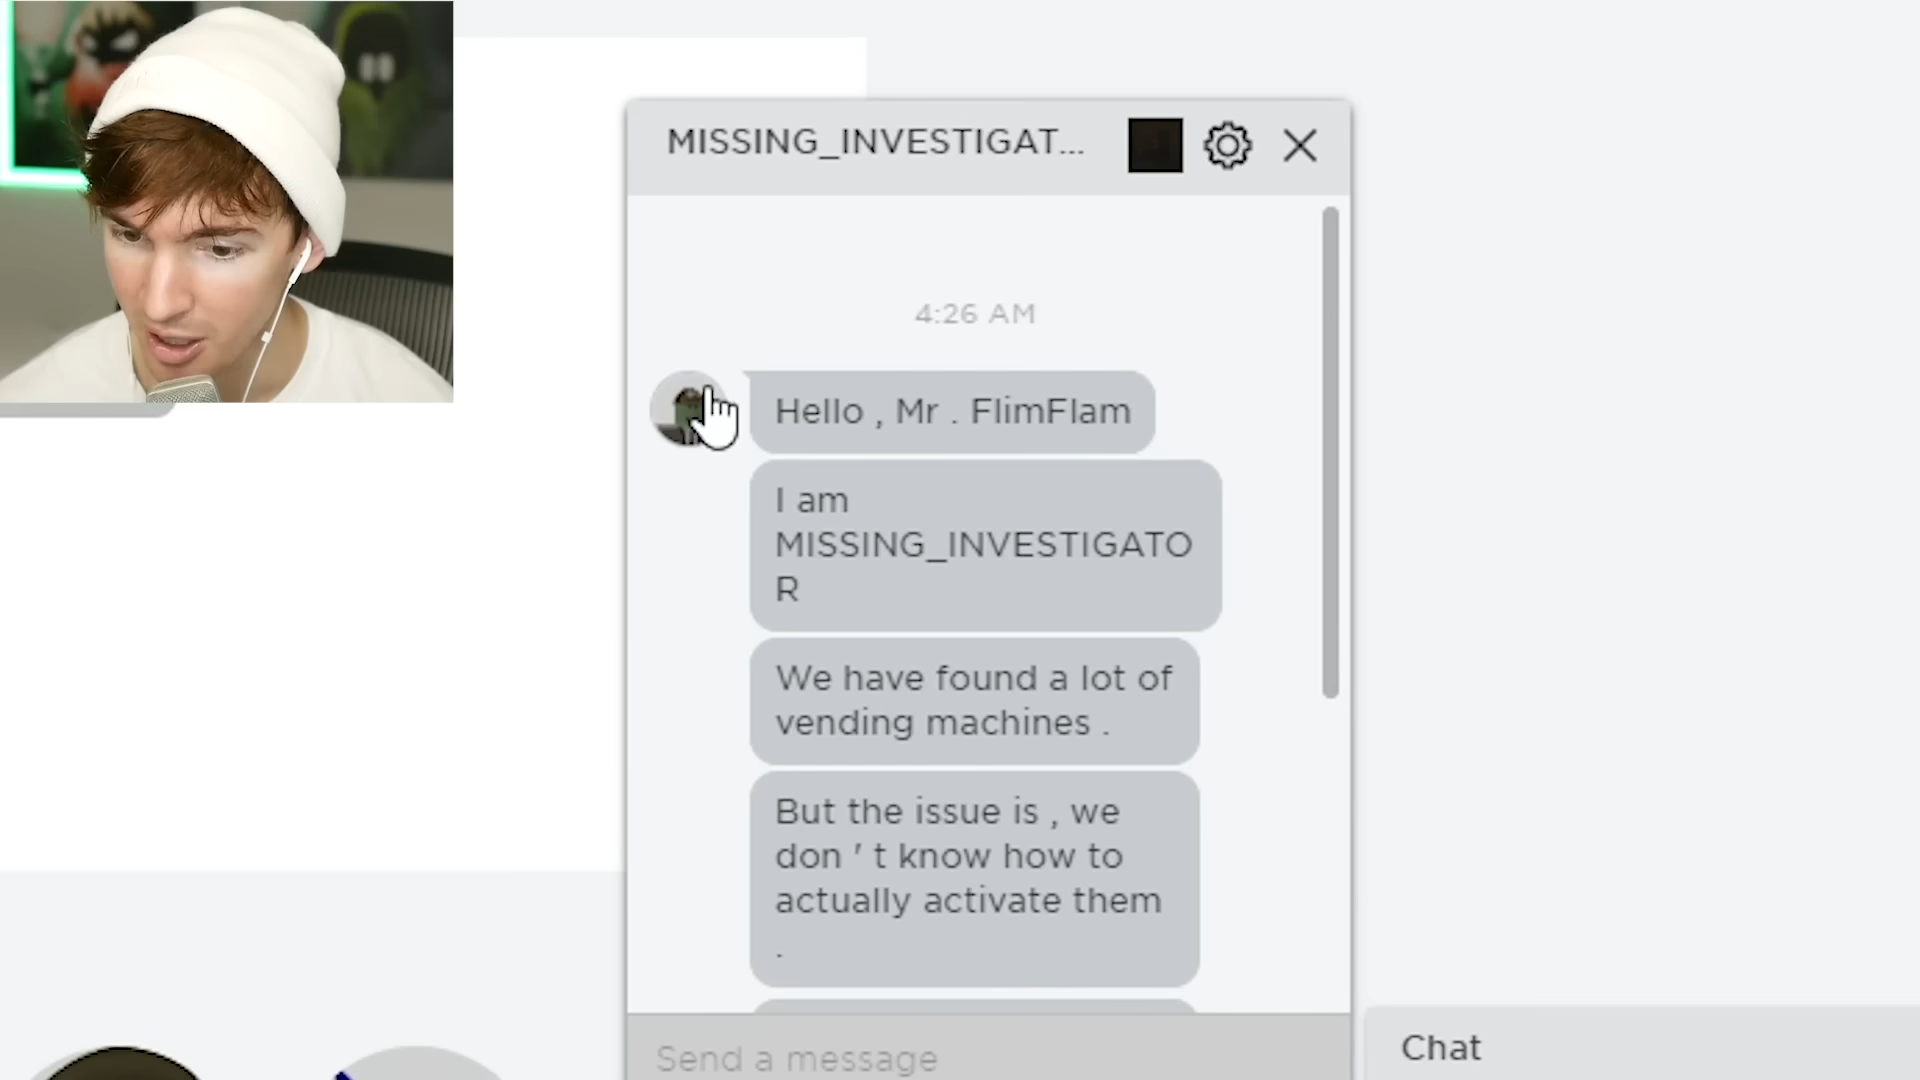 MISSING_INVESTIGAT...
4:26 AM
Hello , Mr . FlimFlam
I am
MISSING_INVESTIGATO
R
We have found a lot of
vending machines .
But the issue is , we
don ' t know how to
actually activate them
.
Send a message
Chat